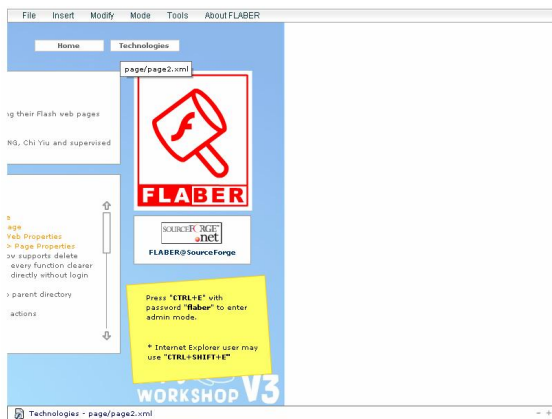 File Insert Modify Mode Tools About FLABER
Home Technologies
page/page2.xml
ng their Flash web pages
NG, Chi Yiu and supervised
FLABER
SOURCEFORGE
.net
FLABER@SourceForge
s
age
Web Properties
> Page Properties
ow supports delete
every function clearer
directly without login
parent directory
actions
Press "CTRL+E" with
password "flaber" to enter
admin mode.
* Internet Explorer user may
use "CTRL+SHIFT+E"
WORKSHOP V3
Technologies - page/page2.xml
- +